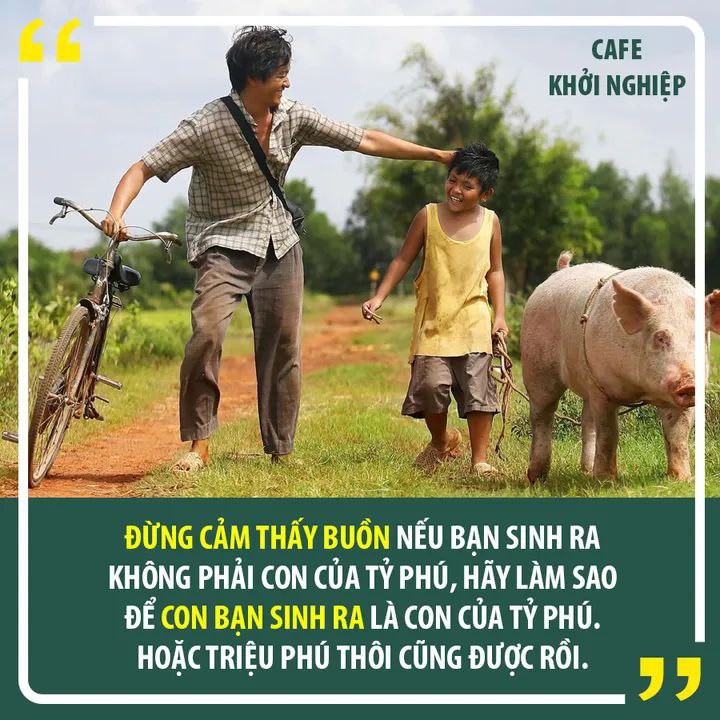 CAFE
KHỞI NGHIỆP
ĐỪNG CẢM THẤY BUỒN NẾU BẠN SINH RA
KHÔNG PHẢI CON CỦA TỶ PHÚ, HÃY LÀM SAO
ĐỂ CON BẠN SINH RA LÀ CON CỦA TỶ PHÚ.
HOẶC TRIỆU PHÚ THÔI CŨNG ĐƯỢC RỒI.